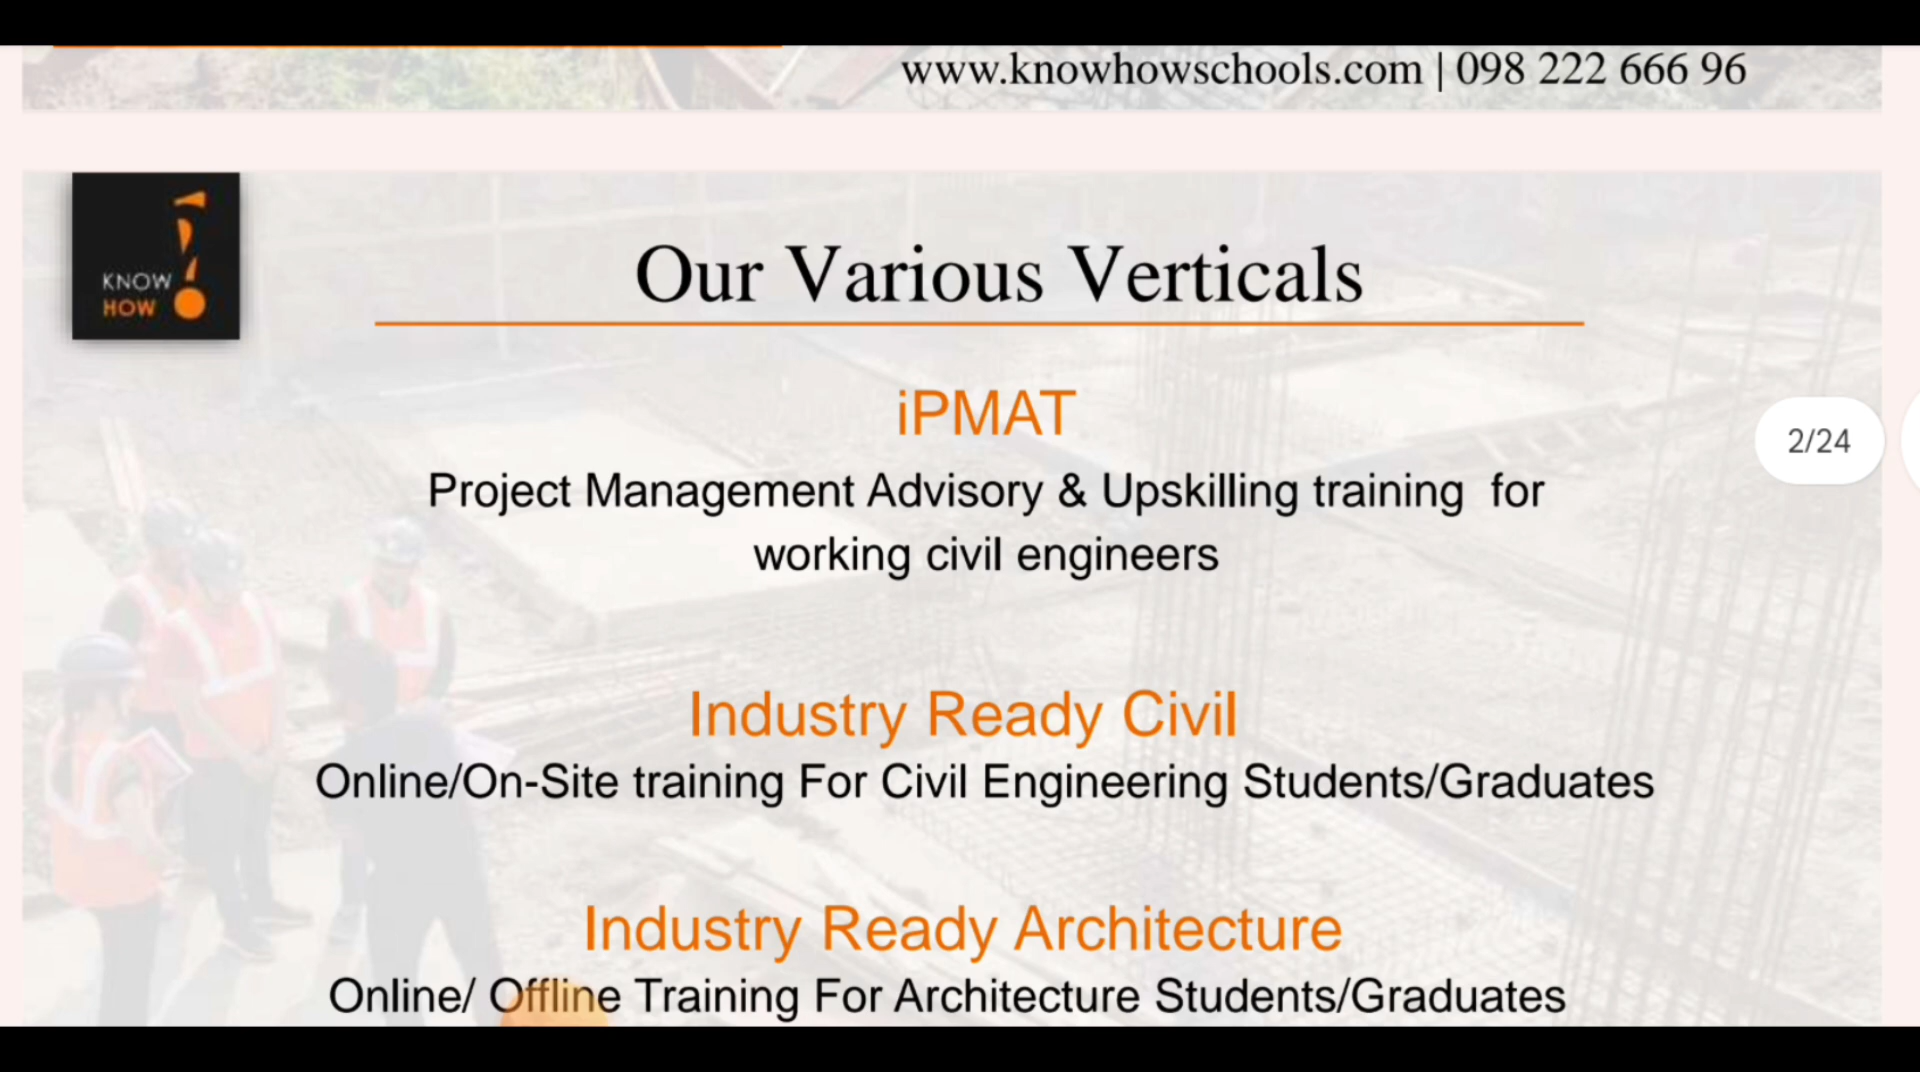 www.knowhowschools.com | 098 222 666 96
KNOW
HOW
Our Various Verticals
iPMAT
Project Management Advisory & Upskilling training for
working civil engineers
2/24
Industry Ready Civil
Online/On-Site training For Civil Engineering Students/Graduates
Industry Ready Architecture
Online/ Offline Training For Architecture Students/Graduates